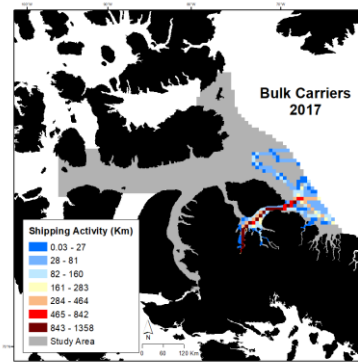 Bulk Carriers
2017
Shipping Activity (Km)
0.03 - 27
28 - 81
82 - 160
161 - 283
284 - 464
465 - 842
843 - 1358
Study Area
N
0
60
120 Km